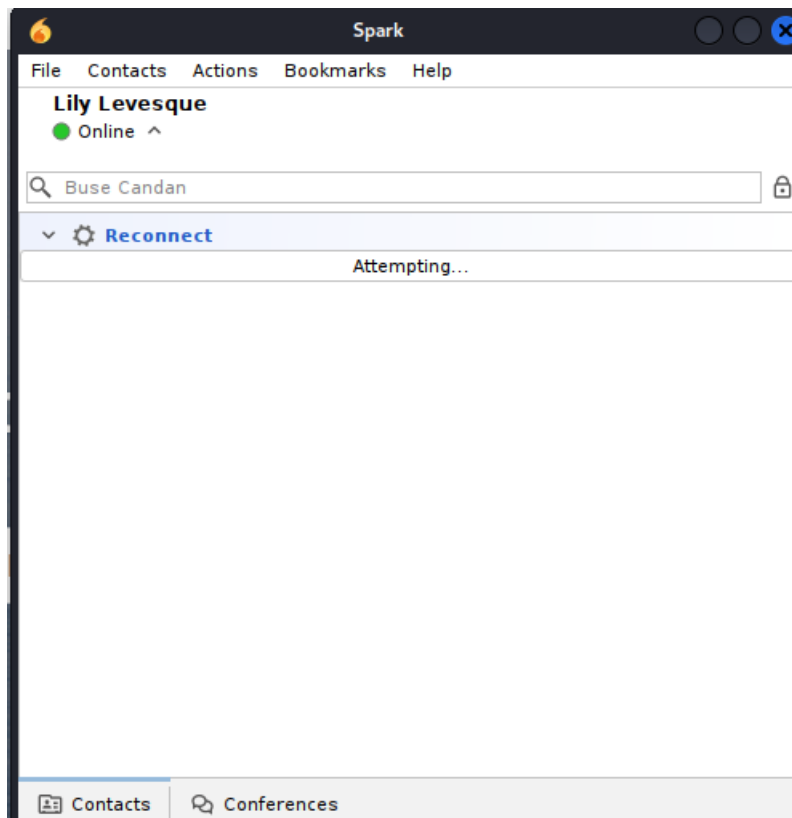 Spark
File Contacts Actions Bookmarks Help
Lily Levesque
Online
Buse Candan
Reconnect
Attempting...
Contacts Conferences